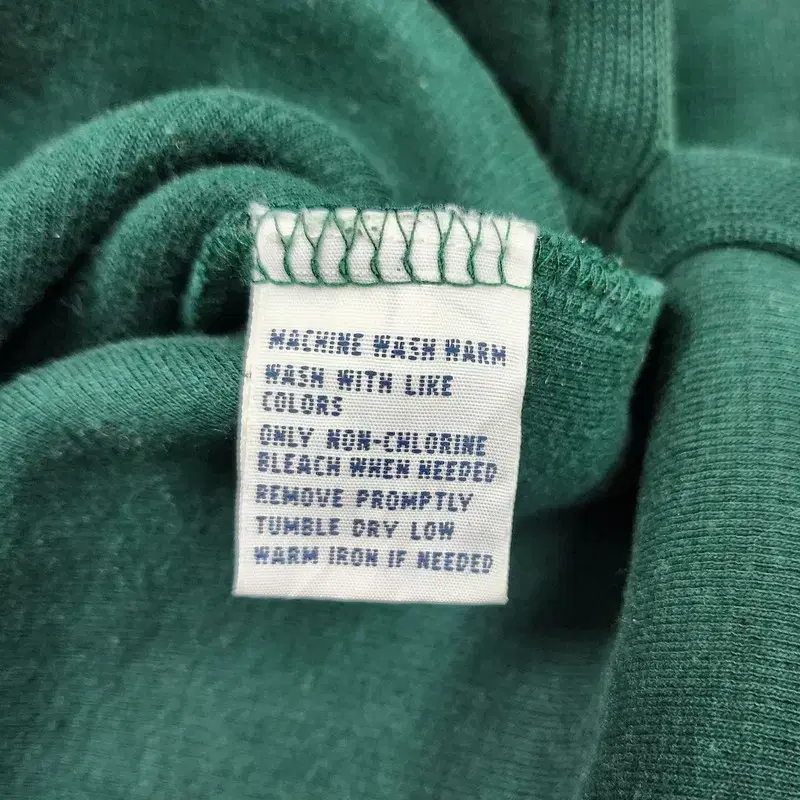 MACHINE WASH WARM
WASH WITH LIKE
COLORS
ONLY NON-CHLORINE
BLEACH WHEN NEEDED
REMOVE PROMPTLY
TUMBLE DRY LOW
WARM IRON IF NEEDED